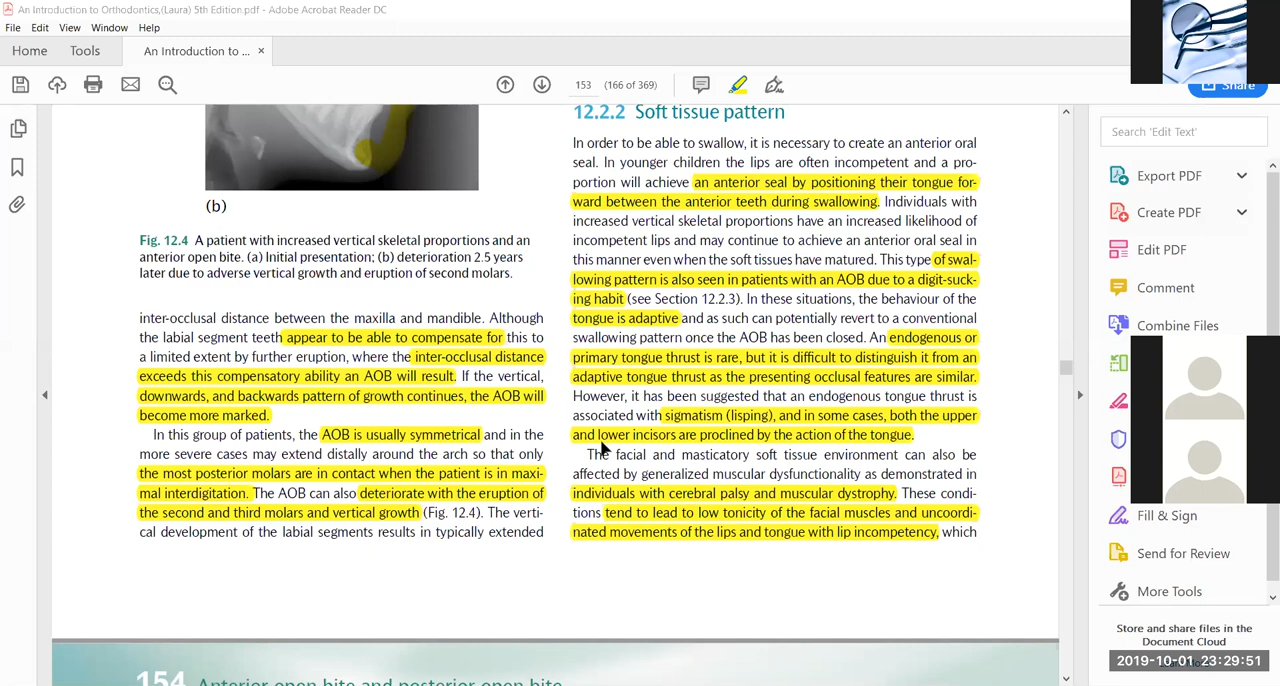 An Introduction to Orthodontics,(Laura) 5th Edition.pdf - Adobe Acrobat Reader DC
File Edit View Window Help
Home Tools An Introduction to ... ×
153 (166 of 369)
Share
(b)
Fig. 12.4 A patient with increased vertical skeletal proportions and an
anterior open bite. (a) Initial presentation; (b) deterioration 2.5 years
later due to adverse vertical growth and eruption of second molars.
inter-occlusal distance between the maxilla and mandible. Although
the labial segment teeth appear to be able to compensate for this to
a limited extent by further eruption, where the inter-occlusal distance
exceeds this compensatory ability an AOB will result. If the vertical,
downwards, and backwards pattern of growth continues, the AOB will
become more marked.
In this group of patients, the AOB is usually symmetrical and in the
more severe cases may extend distally around the arch so that only
the most posterior molars are in contact when the patient is in maxi-
mal interdigitation. The AOB can also deteriorate with the eruption of
the second and third molars and vertical growth (Fig. 12.4). The verti-
cal development of the labial segments results in typically extended
12.2.2 Soft tissue pattern
In order to be able to swallow, it is necessary to create an anterior oral
seal. In younger children the lips are often incompetent and a pro-
portion will achieve an anterior seal by positioning their tongue for-
ward between the anterior teeth during swallowing. Individuals with
increased vertical skeletal proportions have an increased likelihood of
incompetent lips and may continue to achieve an anterior oral seal in
this manner even when the soft tissues have matured. This type of swal-
lowing pattern is also seen in patients with an AOB due to a digit-suck-
ing habit (see Section 12.2.3). In these situations, the behaviour of the
tongue is adaptive and as such can potentially revert to a conventional
swallowing pattern once the AOB has been closed. An endogenous or
primary tongue thrust is rare, but it is difficult to distinguish it from an
adaptive tongue thrust as the presenting occlusal features are similar.
However, it has been suggested that an endogenous tongue thrust is
associated with sigmatism (lisping), and in some cases, both the upper
and lower incisors are proclined by the action of the tongue.
The facial and masticatory soft tissue environment can also be
affected by generalized muscular dysfunctionality as demonstrated in
individuals with cerebral palsy and muscular dystrophy. These condi-
tions tend to lead to low tonicity of the facial muscles and uncoordi-
nated movements of the lips and tongue with lip incompetency, which
154 Anterior open bite and posterior open bite
Search 'Edit Text'
Export PDF
Create PDF
Edit PDF
Comment
Combine Files
Fill & Sign
Send for Review
More Tools
Store and share files in the
Document Cloud
2019-10-01 23:29:51